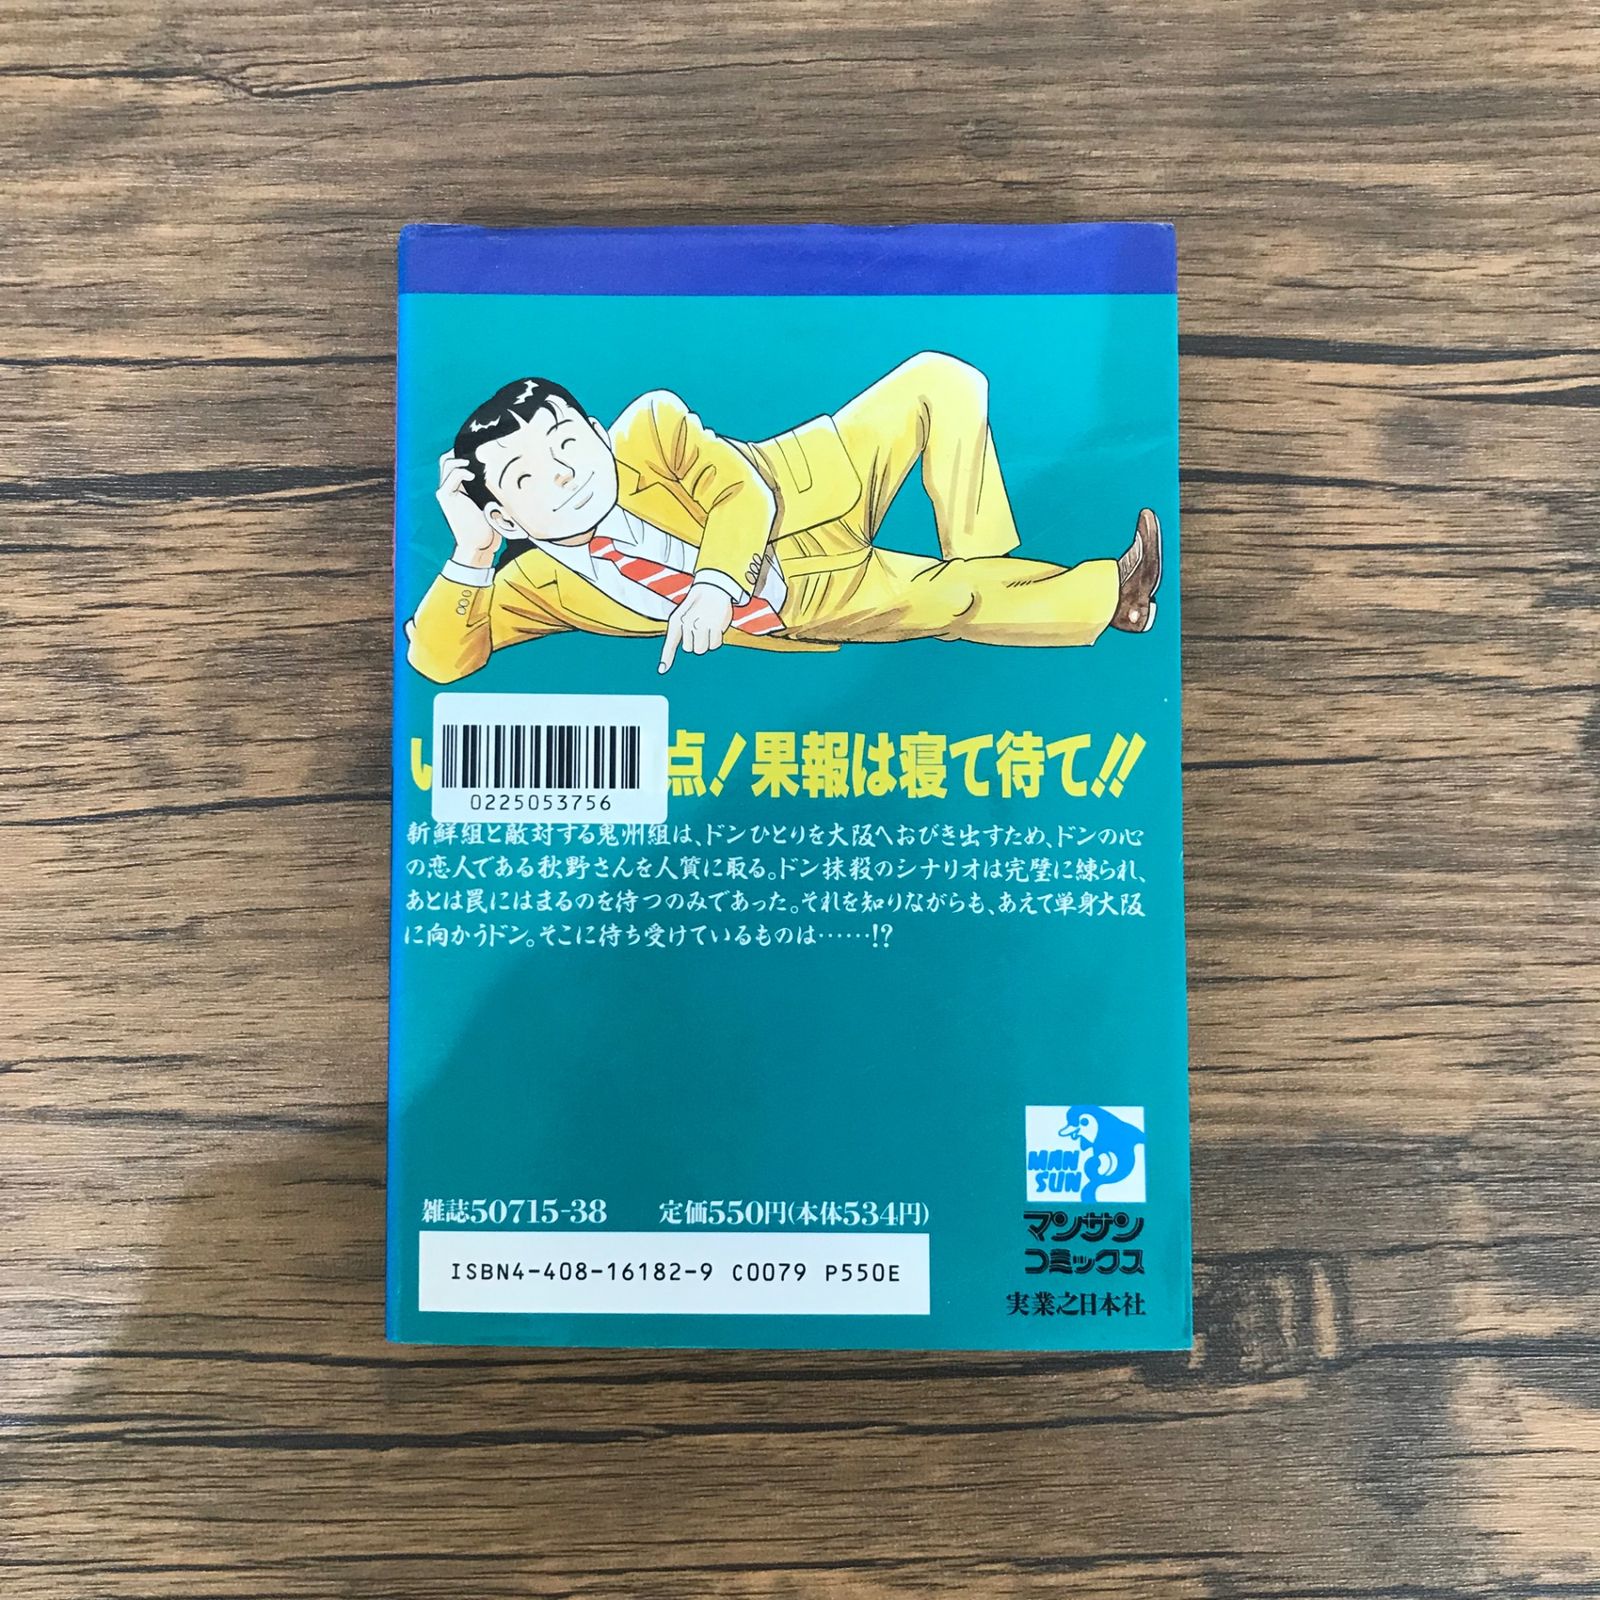 0225053756
点!果報は寝て待て!!
新鮮組と敵対する鬼州組は、ドンひとりを大阪へおびき出すため、ドンの心
の恋人である秋野さんを人質に取る。ドン抹殺のシナリオは完璧に練られ、
あとは罠にはまるのを待つのみであった。それを知りながらも、あえて単身大阪
に向かうドン。そこに待ち受けているものは……!?
MAN
SUN
マンサン
コミックス
実業之日本社
雑誌50715-38 定価550円(本体534円)
ISBN4-408-16182-9 C0079 P550E